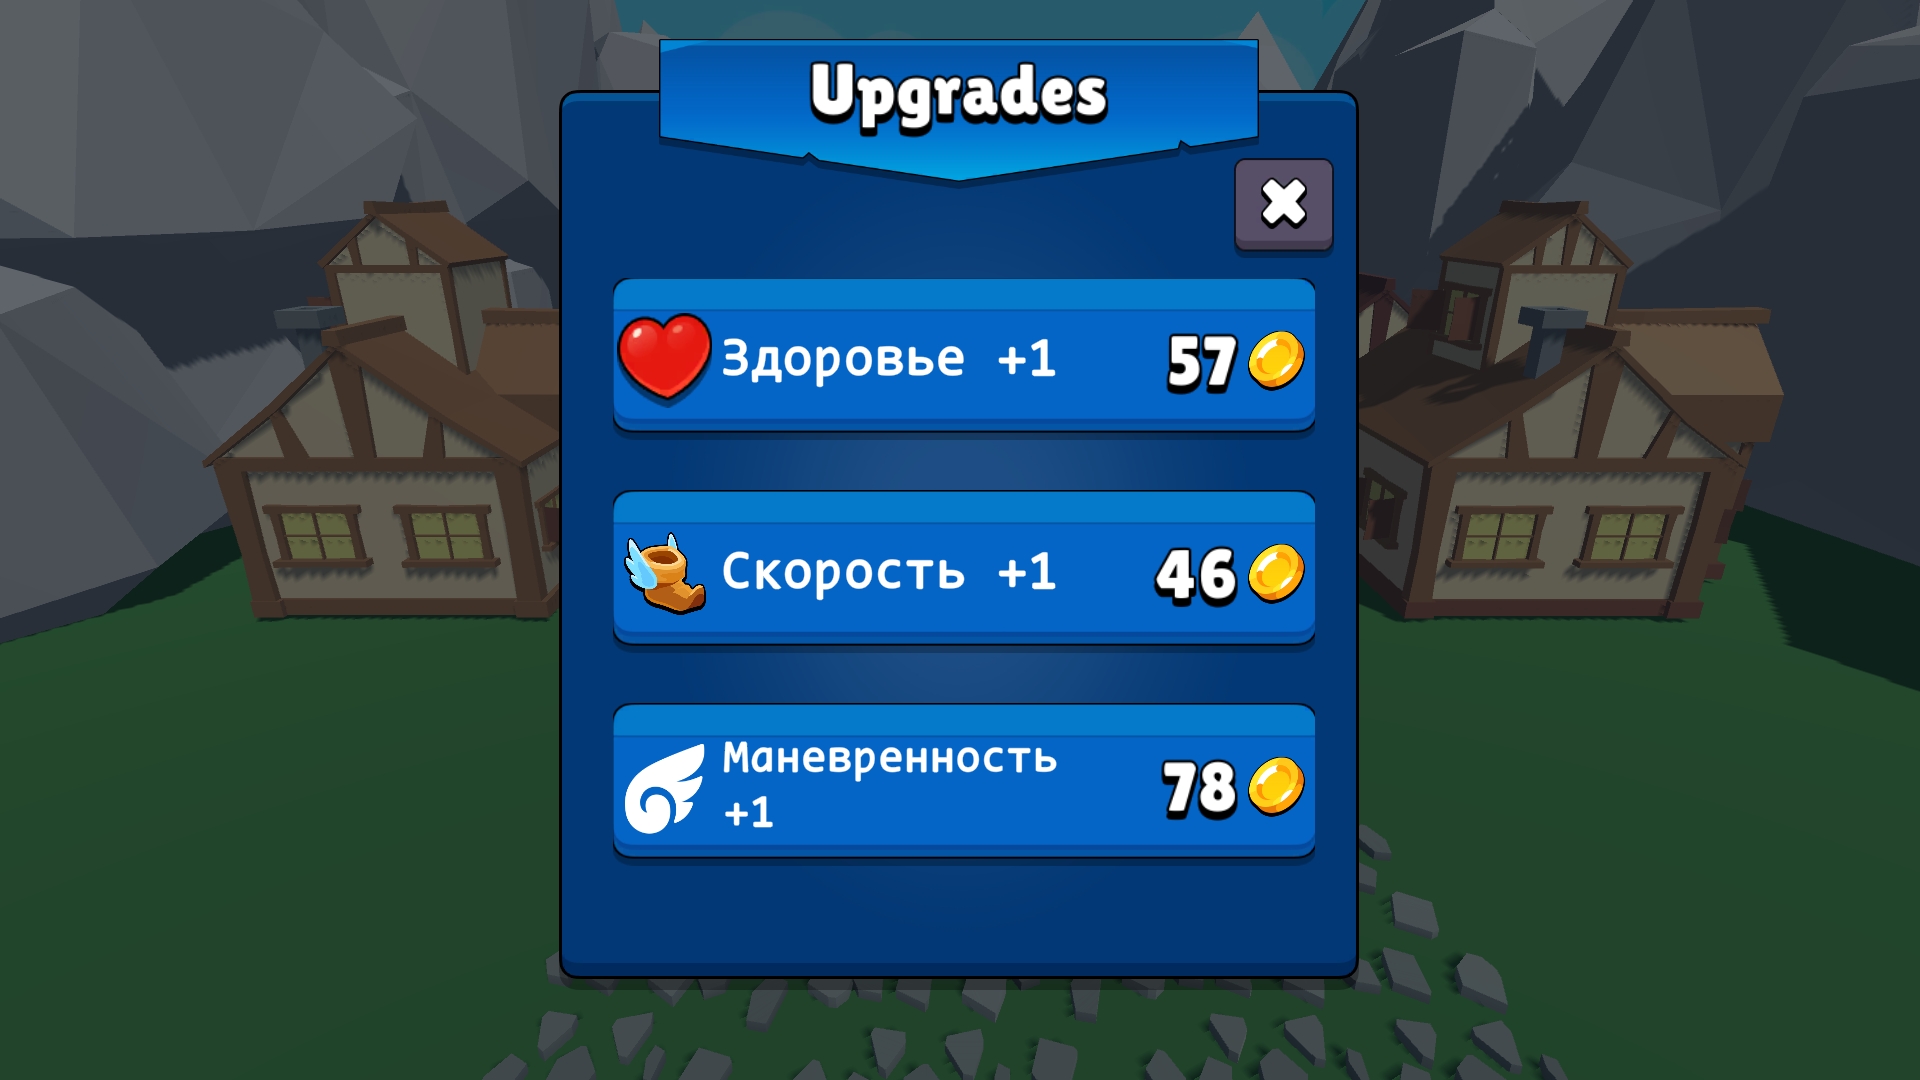 Upgrades
Здоровье +1 57
Скорость +1 46
Маневренность
+1 78